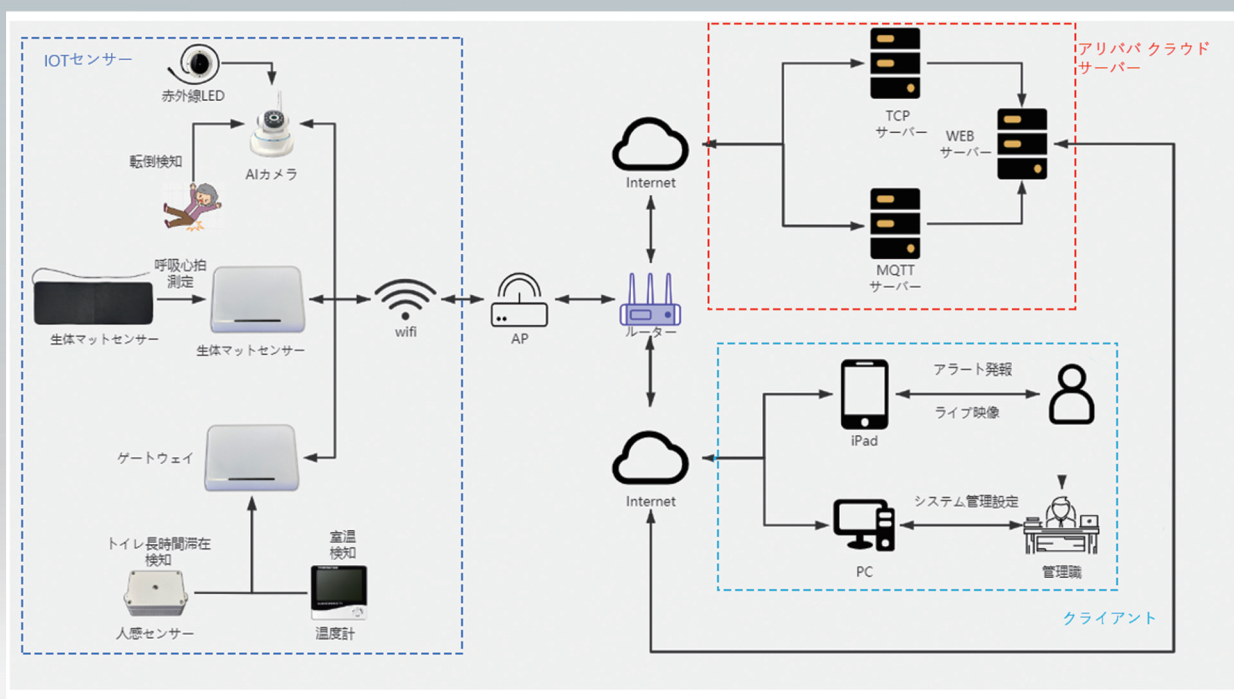 IOTセンサー
赤外線LED
転倒検知
AIカメラ
呼吸心拍
測定
生体マットセンサー
生体マットセンサー
wifi
AP
ルーター
ゲートウェイ
トイレ長時間滞在
検知
室温
検知
人感センサー
温度計
Internet
Internet
アリババ クラウド
サーバー
TCP
サーバー
WEB
サーバー
MQTT
サーバー
アラート発報
ライブ映像
iPad
システム管理設定
PC
管理職
クライアント